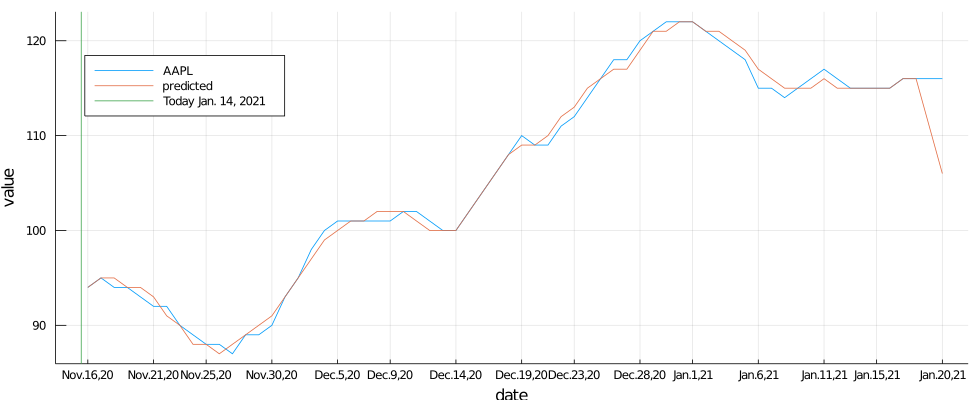 120
110
100
90
value
AAPL
predicted
Today Jan. 14, 2021
Nov.16,20 Nov.21,20 Nov.25,20 Nov.30,20 Dec.5,20 Dec.9,20 Dec.14,20 Dec.19,20 Dec.23,20 Dec.28,20 Jan.1,21 Jan.6,21 Jan.11,21 Jan.15,21 Jan.20,21
date